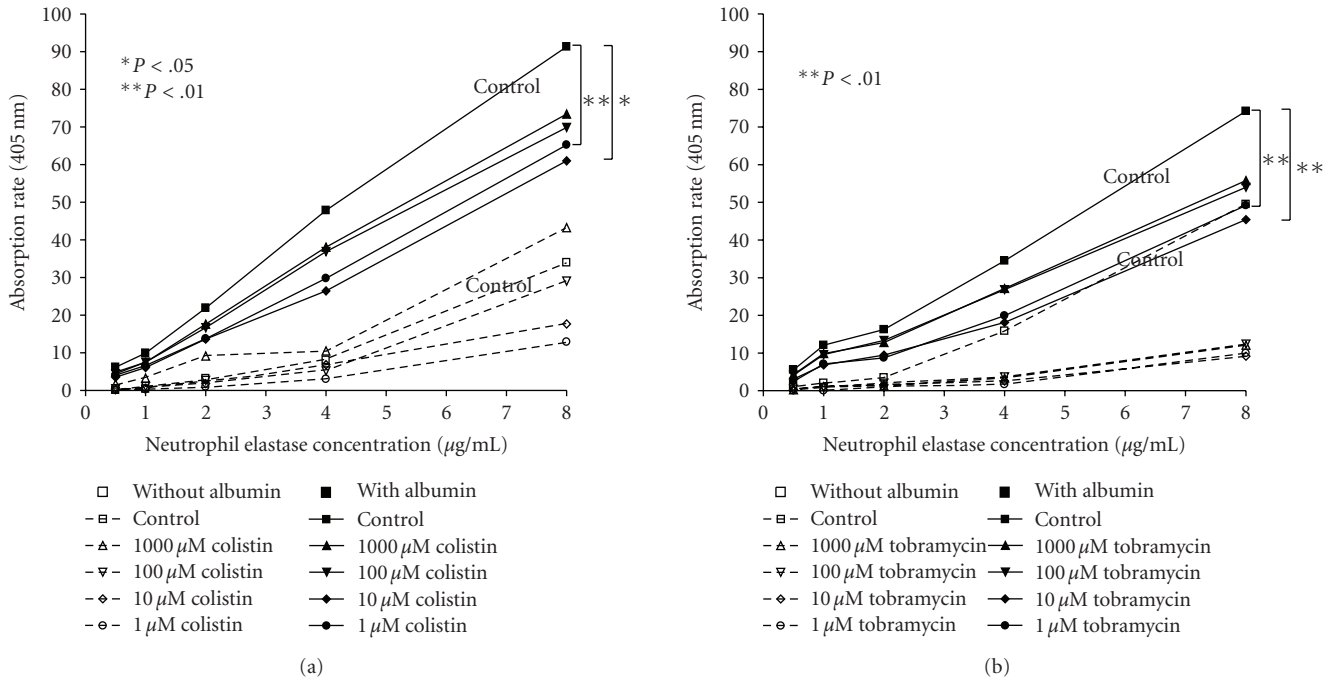 100
90
80
70
60
50
40
30
20
10
0
Absorption rate (405 nm)
*P < .05
**P < .01
Control
Control
** *
0 1 2 3 4 5 6 7 8
Neutrophil elastase concentration (μg/mL)
Without albumin With albumin
Control Control
1000 μM colistin 1000 μM colistin
100 μM colistin 100 μM colistin
10 μM colistin 10 μM colistin
1 μM colistin 1 μM colistin
(a)
100
90
80
70
60
50
40
30
20
10
0
Absorption rate (405 nm)
**P < .01
Control
Control
**
**
0 1 2 3 4 5 6 7 8
Neutrophil elastase concentration (μg/mL)
Without albumin With albumin
Control Control
1000 μM tobramycin 1000 μM tobramycin
100 μM tobramycin 100 μM tobramycin
10 μM tobramycin 10 μM tobramycin
1 μM tobramycin 1 μM tobramycin
(b)